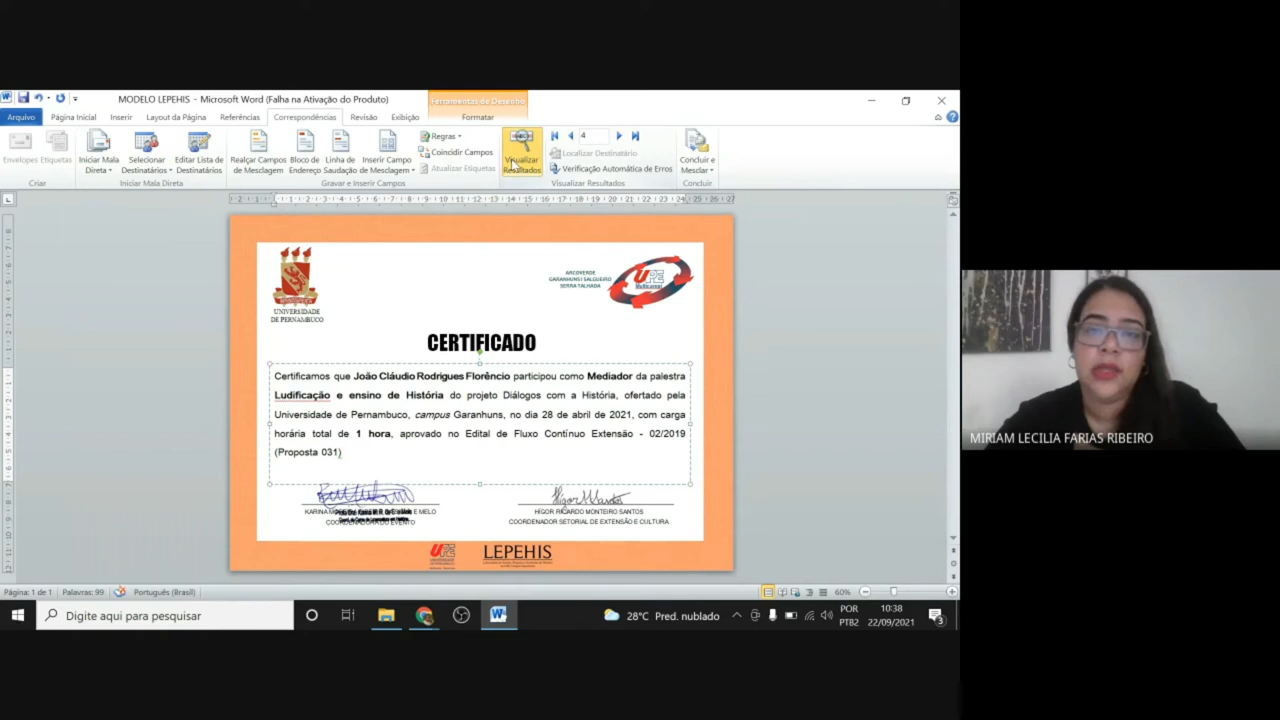 MODELO LEPEHIS - Microsoft Word (Falha na Ativação do Produto)
Ferramentas de Desenho
Arquivo Página Inicial Inserir Layout da Página Referências Correspondências Revisão Exibição Formatar
Envelopes Etiquetas
Iniciar Mala Direta
Selecionar Destinatários
Editar Lista de Destinatários
Realçar Campos de Mesclagem
Bloco de Endereço
Linha de Saudação
Inserir Campo de Mesclagem
Regras
Coincidir Campos
Atualizar Etiquetas
Visualizar Resultados
4
Localizar Destinatário
Verificação Automática de Erros
Concluir e Mesclar
Criar Iniciar Mala Direta Gravar e Inserir Campos Visualizar Resultados Concluir
UNIVERSIDADE
DE PERNAMBUCO
ARCOVERDE
GARANHUNS I SALGUEIRO
SERRA TALHADA
UPE
Multicampi
CERTIFICADO
Certificamos que João Cláudio Rodrigues Florêncio participou como Mediador da palestra
Ludificação e ensino de História do projeto Diálogos com a História, ofertado pela
Universidade de Pernambuco, campus Garanhuns, no dia 28 de abril de 2021, com carga
horária total de 1 hora, aprovado no Edital de Fluxo Contínuo Extensão - 02/2019
(Proposta 031)
HÍGOR RICARDO MONTEIRO SANTOS
COORDENADOR SETORIAL DE EXTENSÃO E CULTURA
UPE
LEPEHIS
MIRIAM LECILIA FARIAS RIBEIRO
Página: 1 de 1 Palavras: 99 Português (Brasil) 60%
Digite aqui para pesquisar
28°C Pred. nublado
POR
PTB2
10:38
22/09/2021
3